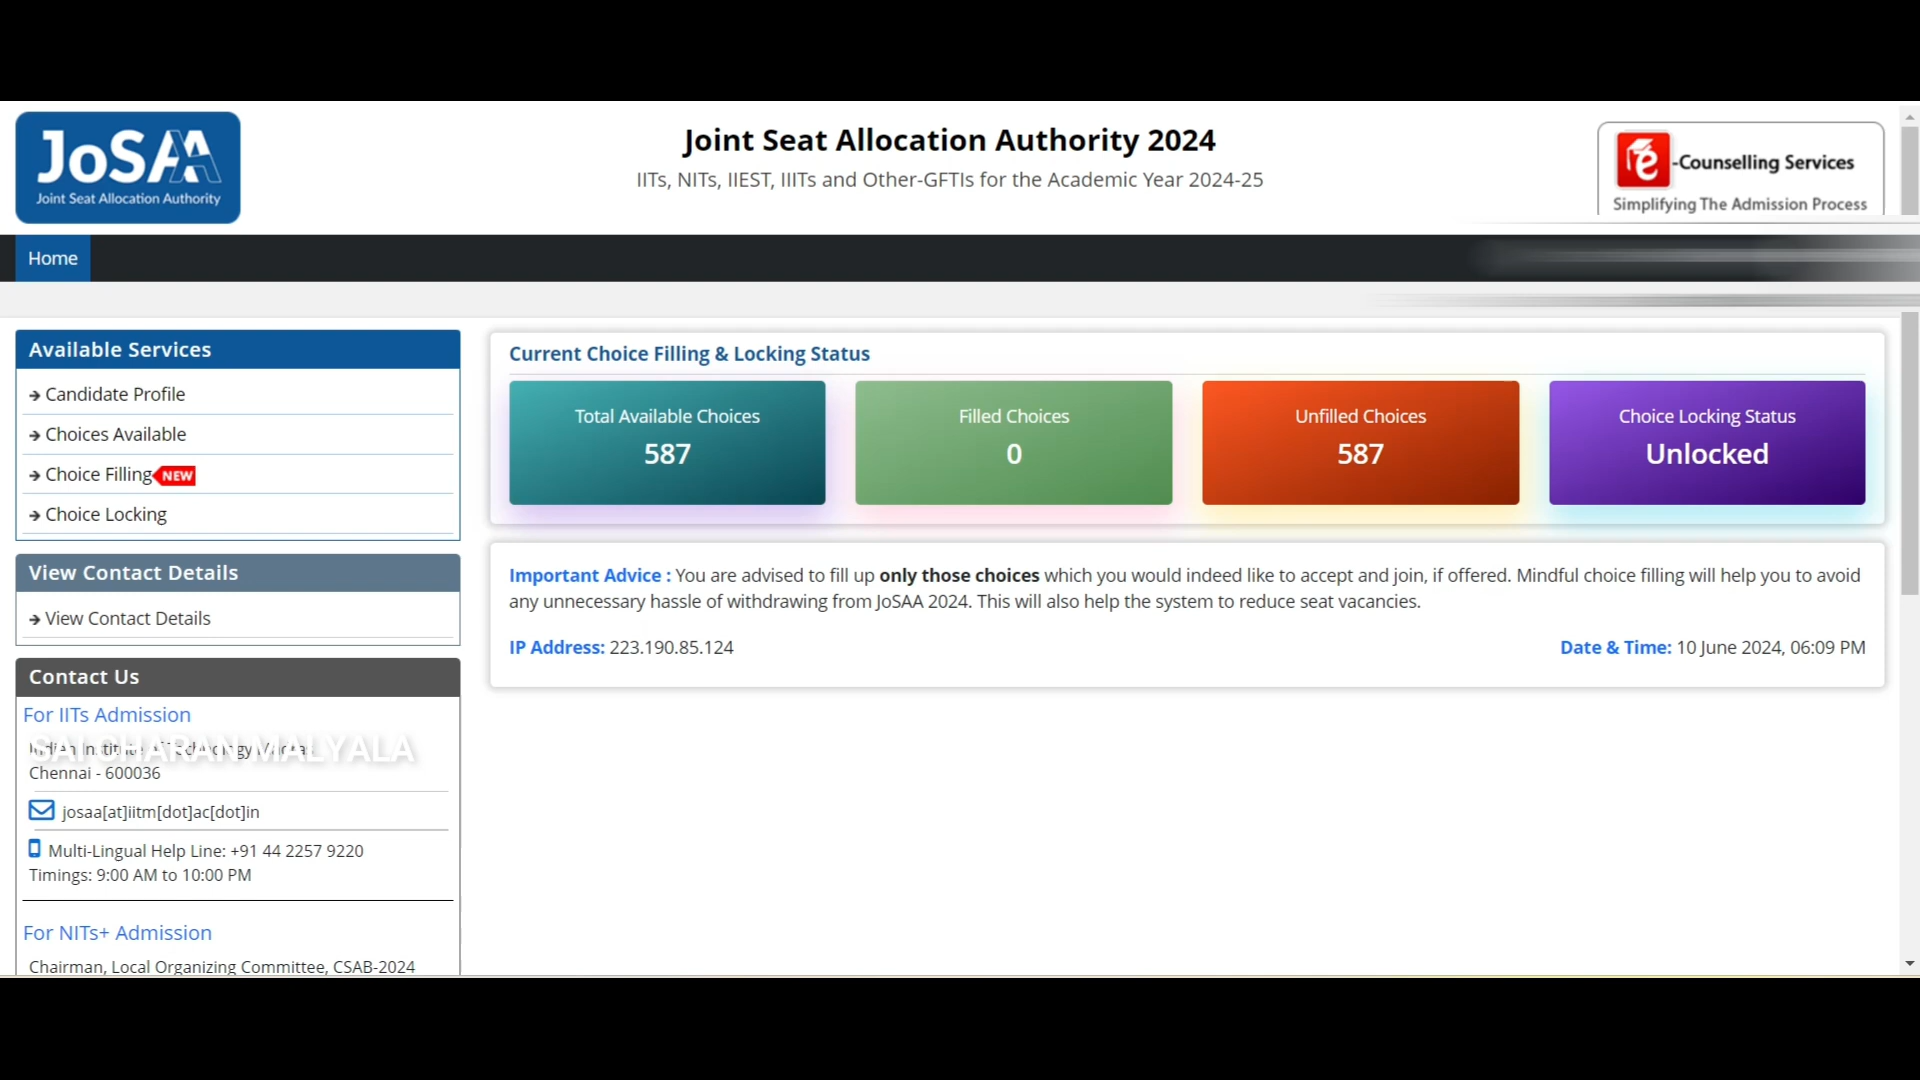 JoSAA
Joint Seat Allocation Authority
Joint Seat Allocation Authority 2024
IITs, NITs, IIEST, IIITs and Other-GFTIs for the Academic Year 2024-25
e-Counselling Services
Simplifying The Admission Process
Home
Available Services
Candidate Profile
Choices Available
Choice Filling NEW
Choice Locking
View Contact Details
View Contact Details
Contact Us
For IITs Admission
Indian Institute of Technology Madras
SAI CHARAN MALYALA
Chennai - 600036
josaa[at]iitm[dot]ac[dot]in
Multi-Lingual Help Line: +91 44 2257 9220
Timings: 9:00 AM to 10:00 PM
For NITs+ Admission
Chairman, Local Organizing Committee, CSAB-2024
Current Choice Filling & Locking Status
Total Available Choices
587
Filled Choices
0
Unfilled Choices
587
Choice Locking Status
Unlocked
Important Advice : You are advised to fill up only those choices which you would indeed like to accept and join, if offered. Mindful choice filling will help you to avoid
any unnecessary hassle of withdrawing from JoSAA 2024. This will also help the system to reduce seat vacancies.
IP Address: 223.190.85.124
Date & Time: 10 June 2024, 06:09 PM